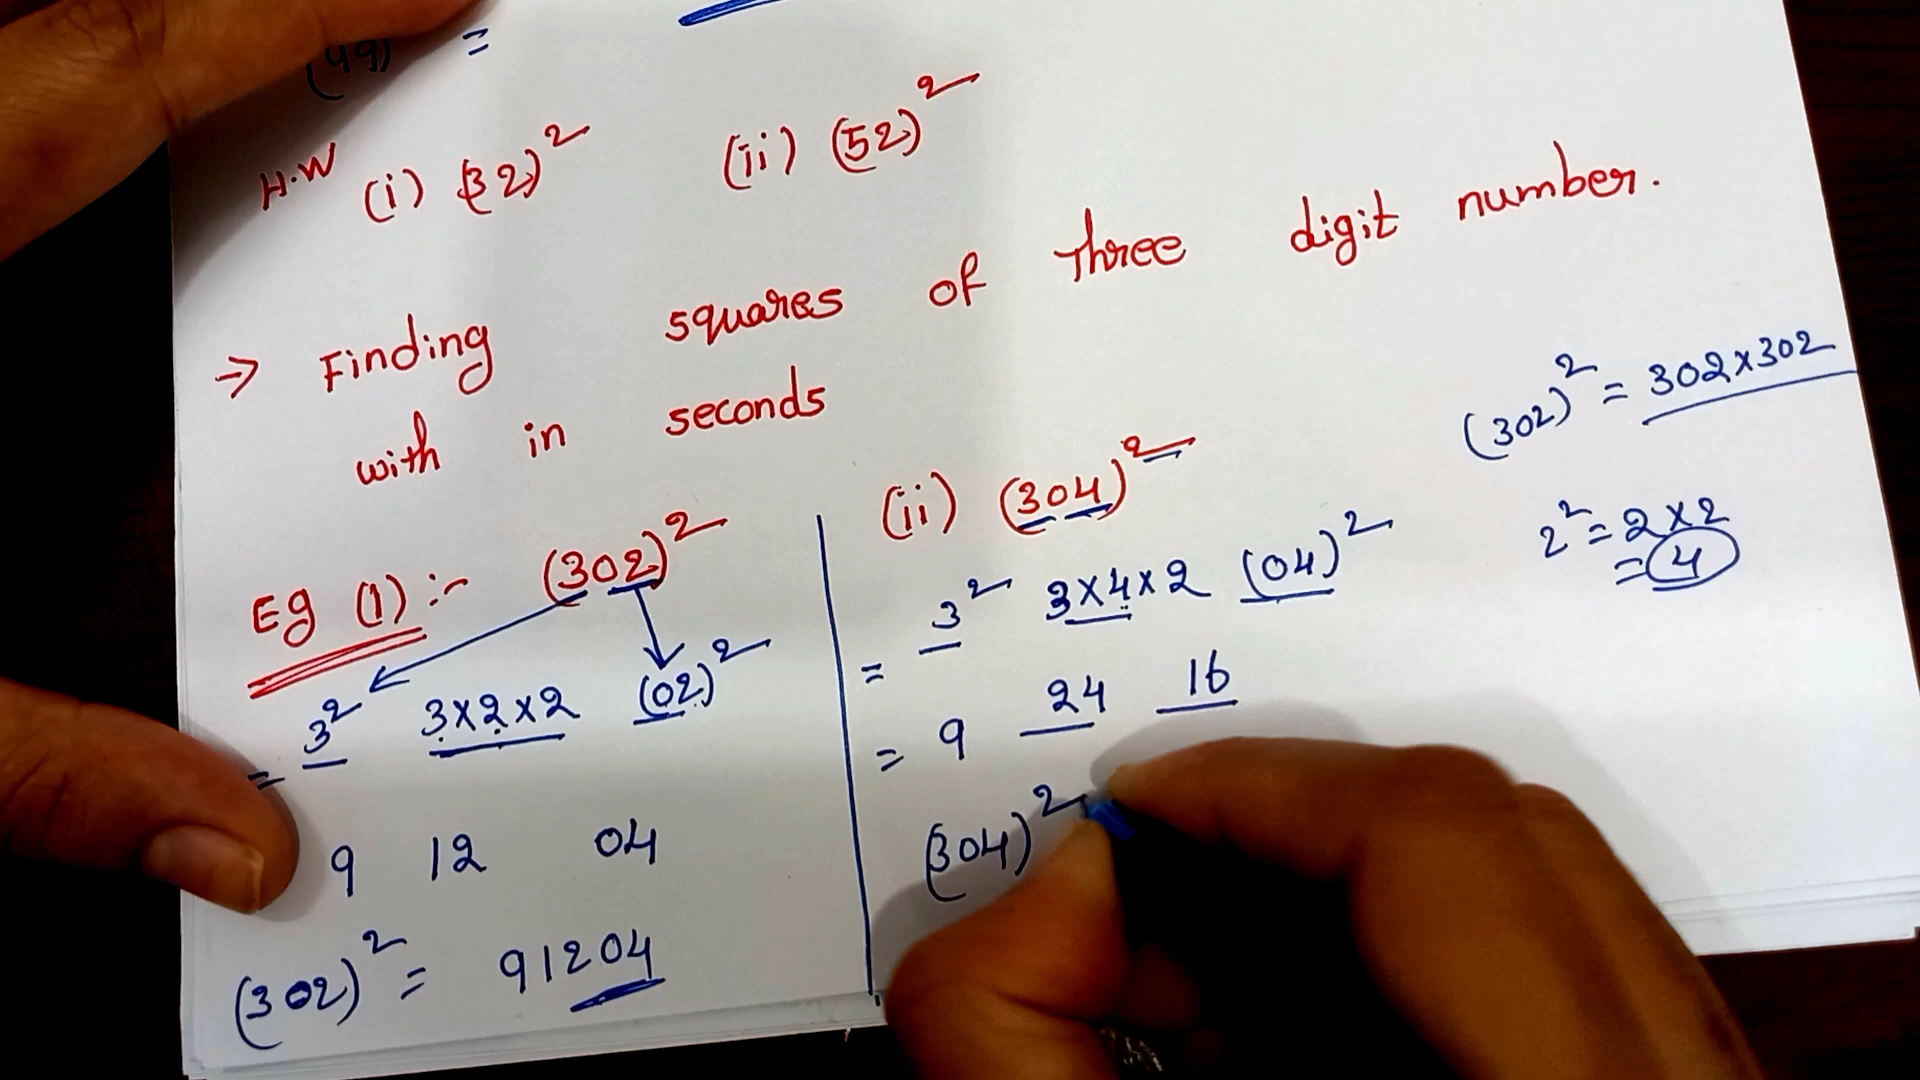 (49) =
H.W (i) (32)² (ii) (52)²
→ Finding squares of three digit number.
with in seconds
(302)² = 302×302
2² = 2×2
= 4
Eg (1) :- (302)²
= 3² 3×2×2 (02)²
9 12 04
(302)² = 91204
(ii) (304)²
= 3² 3×4×2 (04)²
= 9 24 16
(304)²